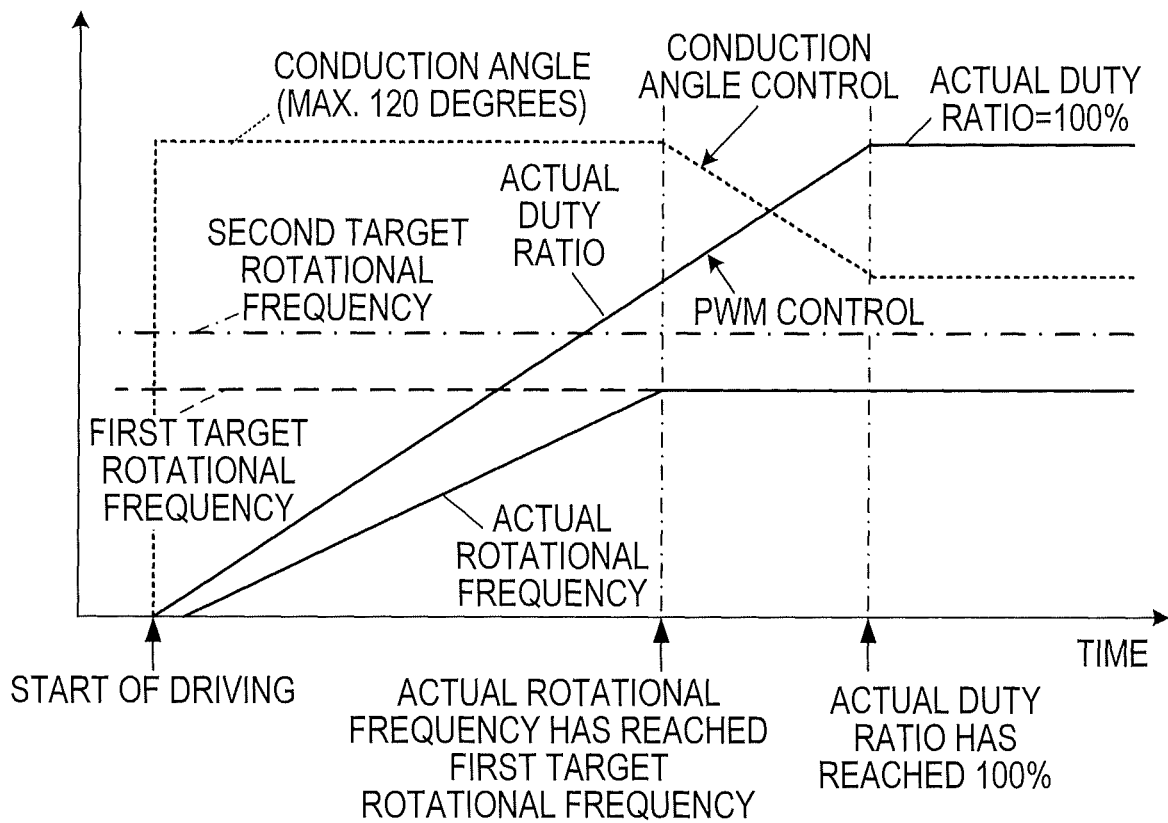 CONDUCTION ANGLE
(MAX. 120 DEGREES)
CONDUCTION
ANGLE CONTROL
ACTUAL DUTY
RATIO=100%
ACTUAL
DUTY
RATIO
SECOND TARGET
ROTATIONAL
FREQUENCY
PWM CONTROL
FIRST TARGET
ROTATIONAL
FREQUENCY
ACTUAL
ROTATIONAL
FREQUENCY
TIME
START OF DRIVING
ACTUAL ROTATIONAL
FREQUENCY HAS REACHED
FIRST TARGET
ROTATIONAL FREQUENCY
ACTUAL DUTY
RATIO HAS
REACHED 100%